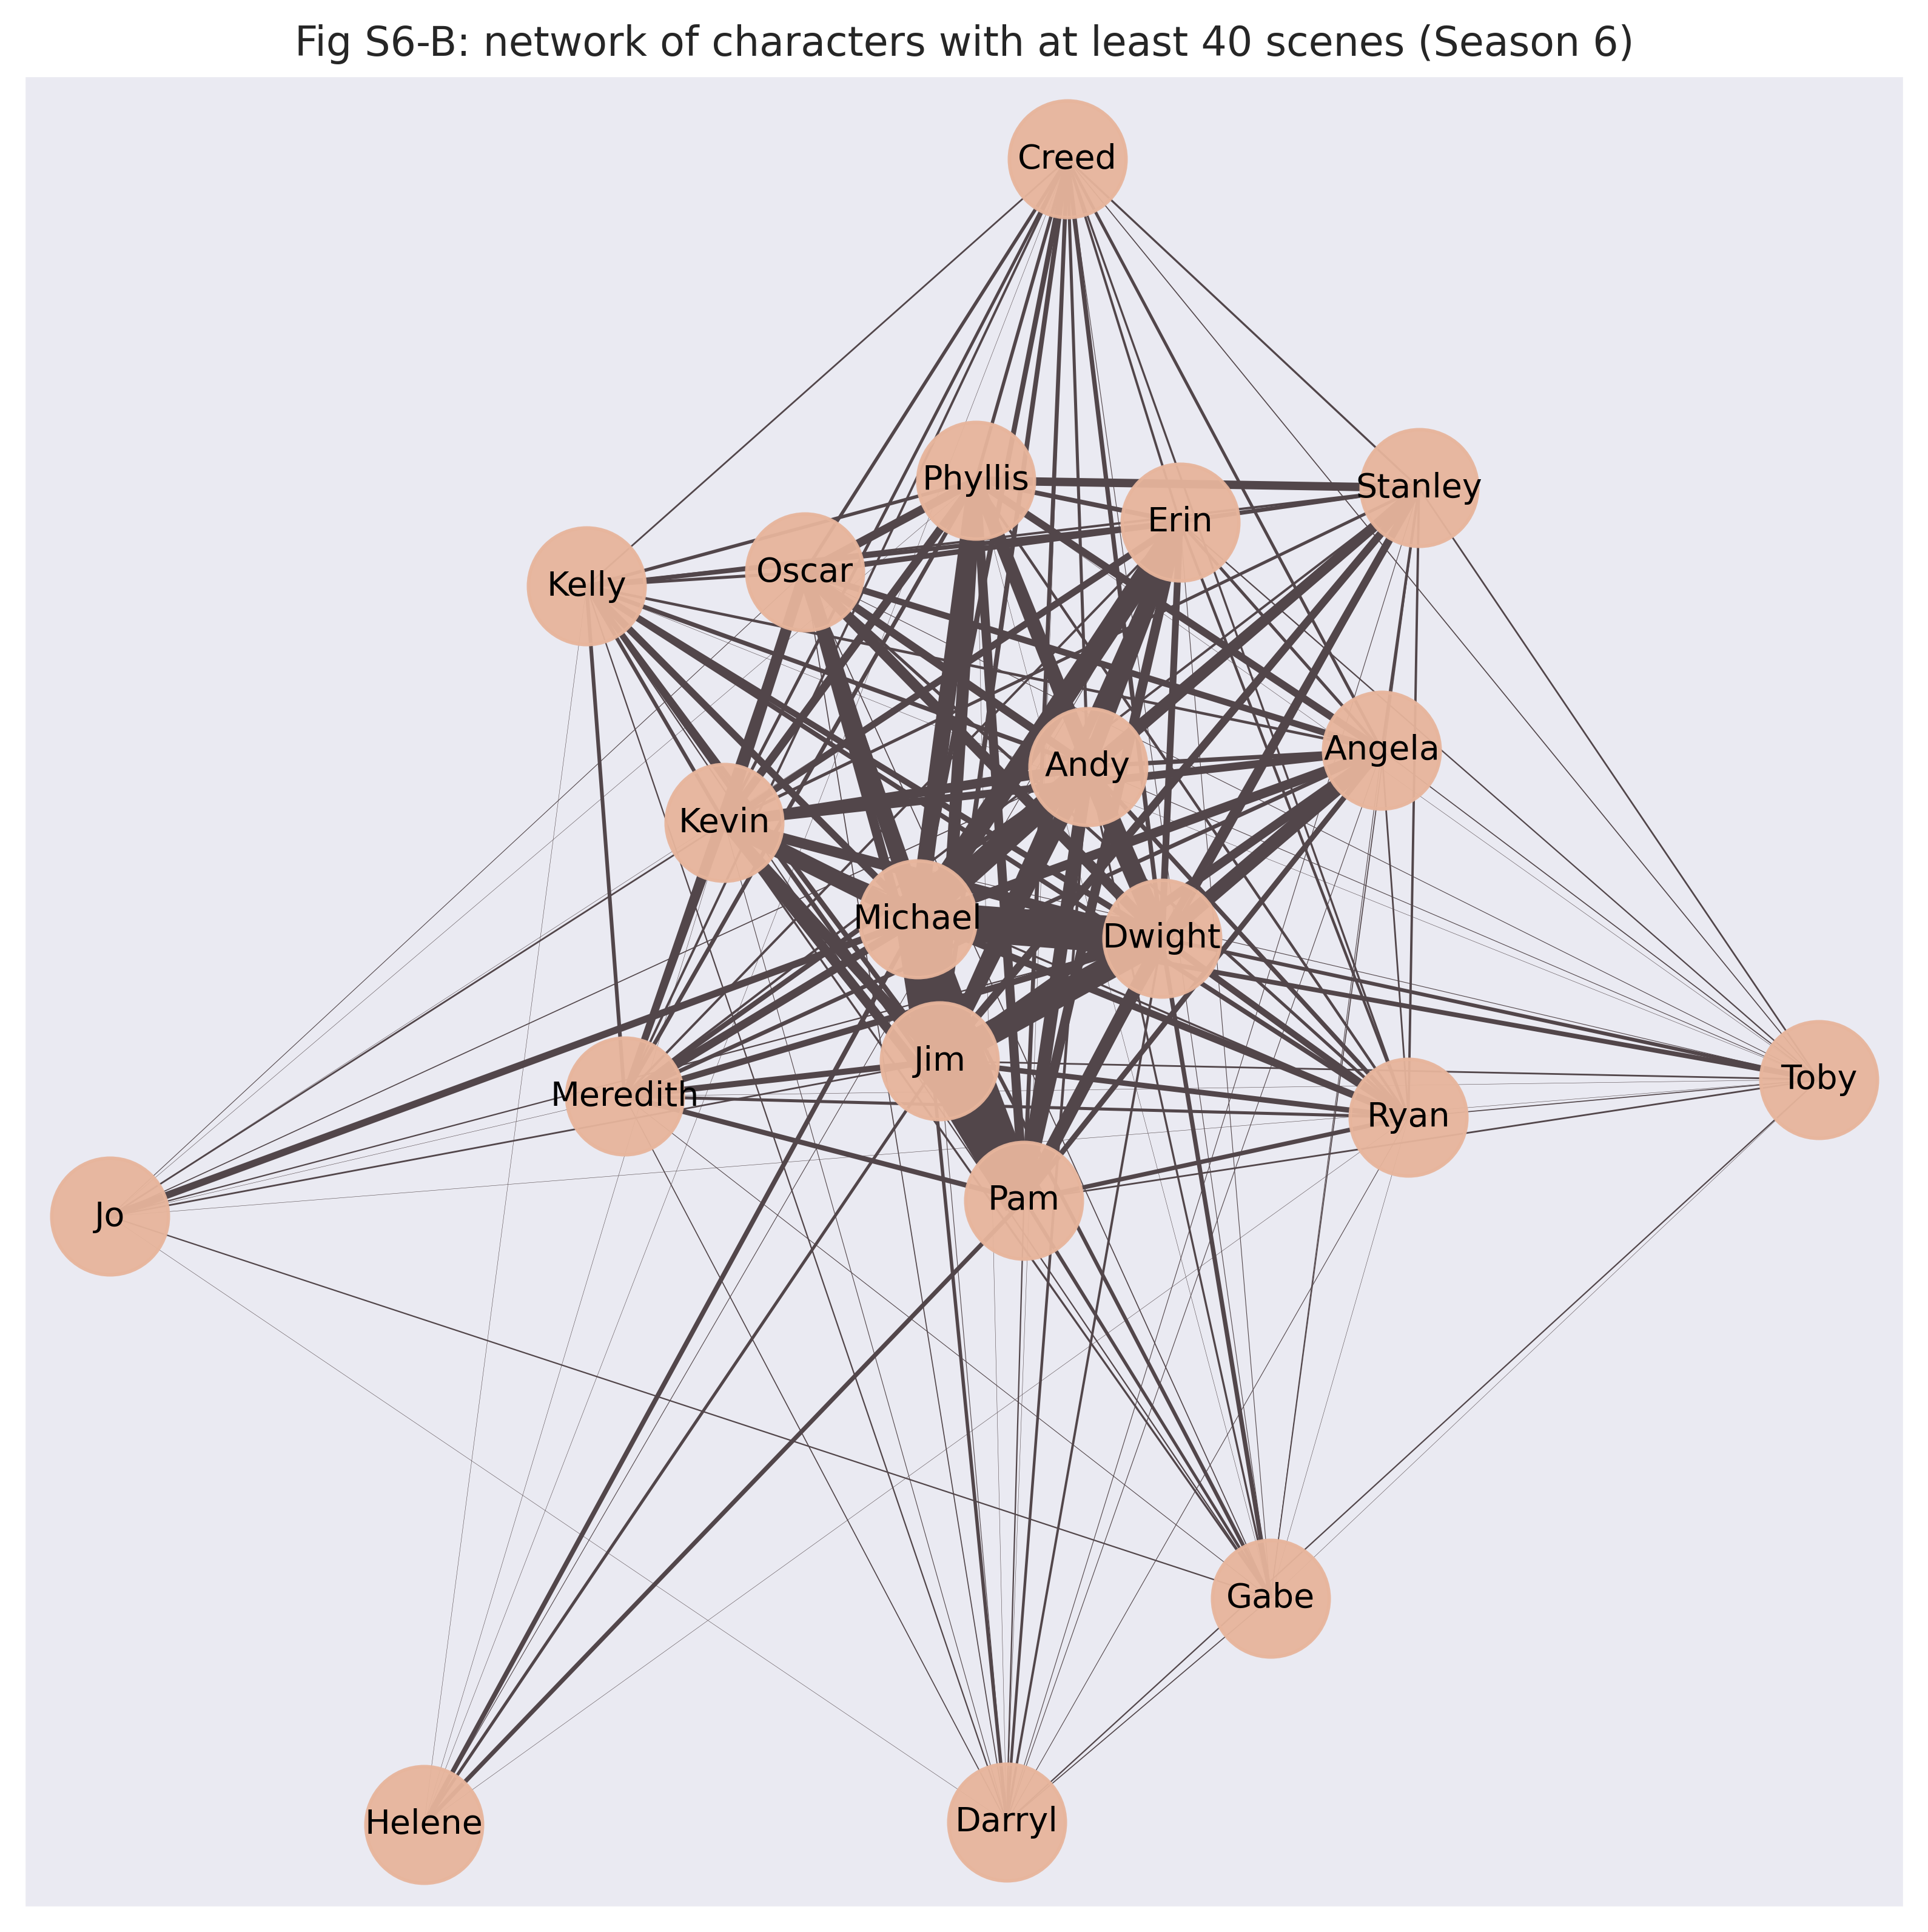 Fig S6-B: network of characters with at least 40 scenes (Season 6)
Creed
Phyllis
Stanley
Erin
Oscar
Kelly
Angela
Andy
Kevin
Michael
Dwight
Jim
Toby
Meredith
Ryan
Pam
Jo
Gabe
Darryl
Helene